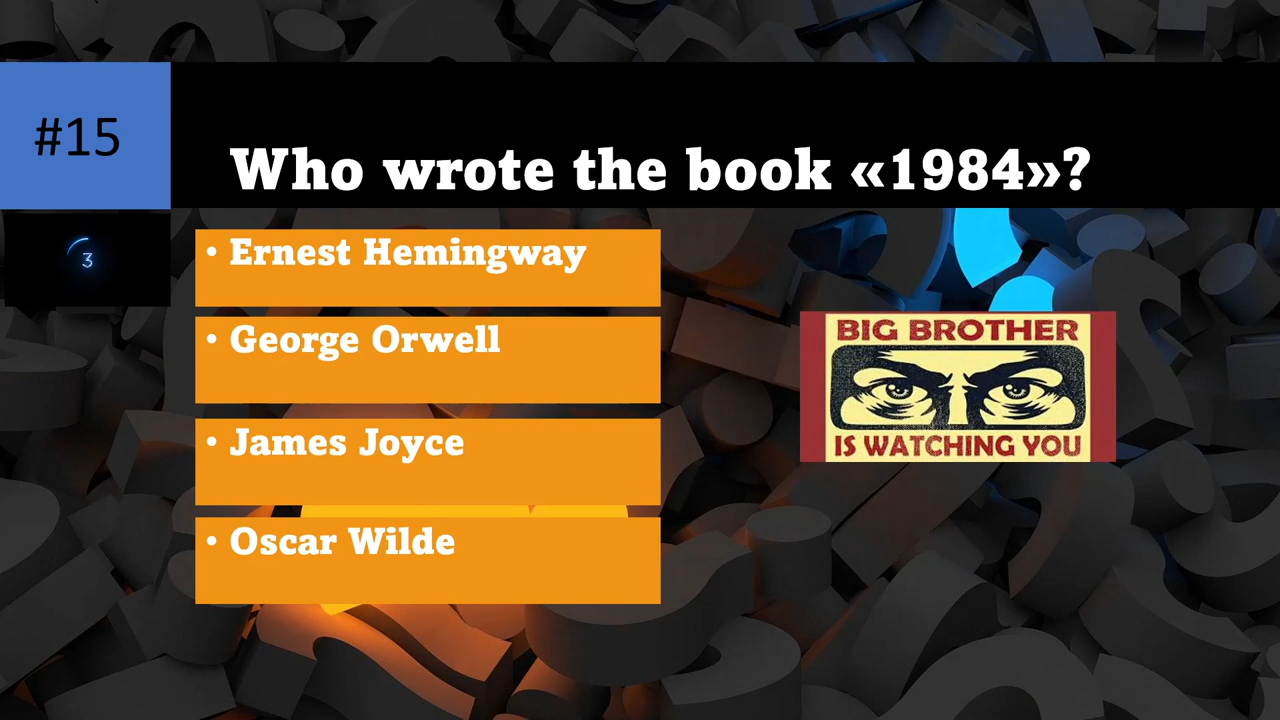 #15
Who wrote the book «1984»?
3
• Ernest Hemingway
• George Orwell
• James Joyce
• Oscar Wilde
BIG BROTHER
IS WATCHING YOU